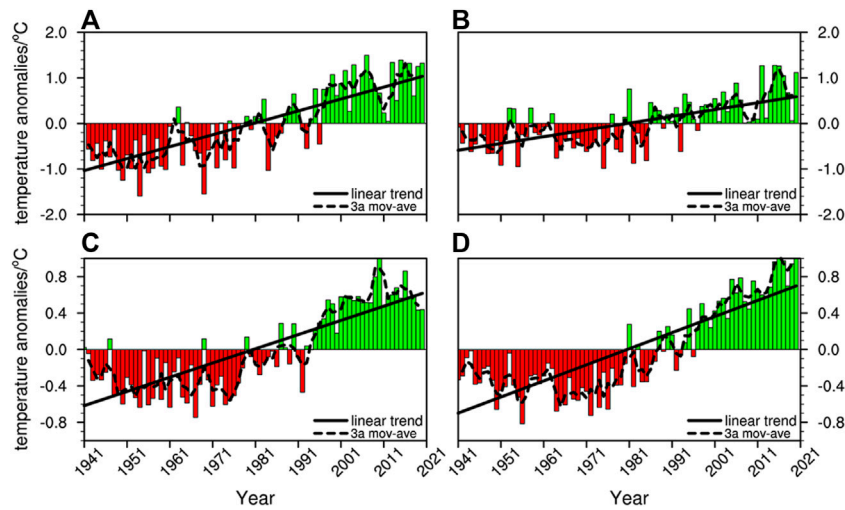 A
B
temperature anomalies/°C
2.0
1.0
0.0
-1.0
-2.0
linear trend
3a mov-ave
linear trend
3a mov-ave
2.0
1.0
0.0
-1.0
-2.0
C
D
temperature anomalies/°C
0.8
0.4
0.0
-0.4
-0.8
linear trend
3a mov-ave
linear trend
3a mov-ave
0.8
0.4
0.0
-0.4
-0.8
1941 1951 1961 1971 1981 1991 2001 2011 2021
1941 1951 1961 1971 1981 1991 2001 2011 2021
Year
Year